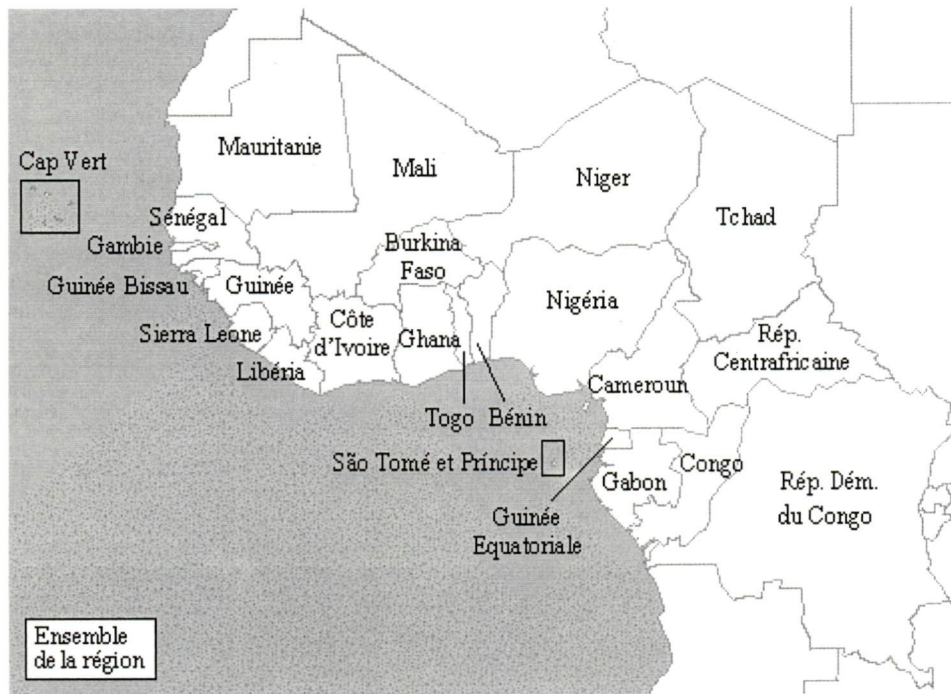 Mauritanie
Cap Vert
Mali
Niger
Tchad
Sénégal
Gambie
Burkina
Faso
Guinée Bissau
Guinée
Nigéria
Sierra Leone
Côte
d'Ivoire
Ghana
Rép.
Centrafricaine
Libéria
Cameroun
Togo
Bénin
São Tomé et Príncipe
Gabon
Congo
Rép. Dém.
du Congo
Guinée
Equatoriale
Ensemble
de la région